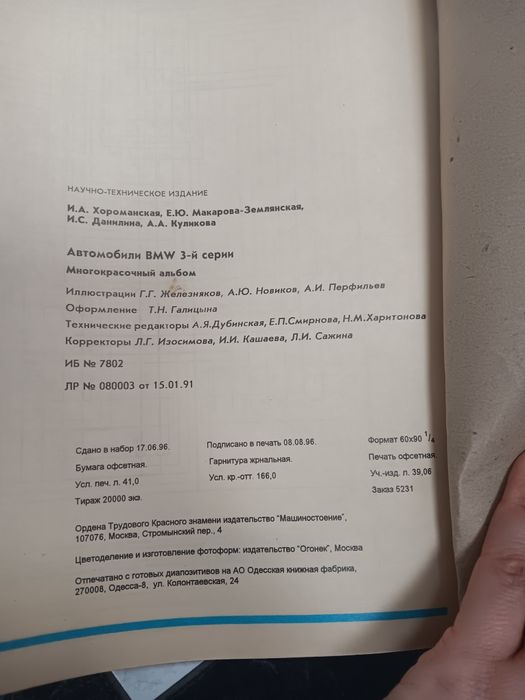 НАУЧНО-ТЕХНИЧЕСКОЕ ИЗДАНИЕ
И.А. Хороманская, Е.Ю. Макарова-Землянская,
И.С. Данилина, А.А. Куликова
Автомобили BMW 3-й серии
Многокрасочный альбом
Иллюстрации Г.Г. Железняков, А.Ю. Новиков, А.И. Перфильев
Оформление Т.Н. Галицына
Технические редакторы А.Я.Дубинская, Е.П.Смирнова, Н.М.Харитонова
Корректоры Л.Г. Изосимова, И.И. Кашаева, Л.И. Сажина
ИБ № 7802
ЛР № 080003 от 15.01.91
Сдано в набор 17.06.96. Подписано в печать 08.08.96. Формат 60х90 1/4
Бумага офсетная. Гарнитура жрнальная. Печать офсетная.
Усл. печ. л. 41,0 Усл. кр.-отт. 166,0 Уч.-изд. л. 39,06
Тираж 20000 экз. Заказ 5231
Ордена Трудового Красного знамени издательство "Машиностоение",
107076, Москва, Стромынский пер., 4
Цветоделение и изготовление фотоформ: издательство "Огонек", Москва
Отпечатано с готовых диапозитивов на АО Одесская книжная фабрика,
270008, Одесса-8, ул. Колонтаевская, 24